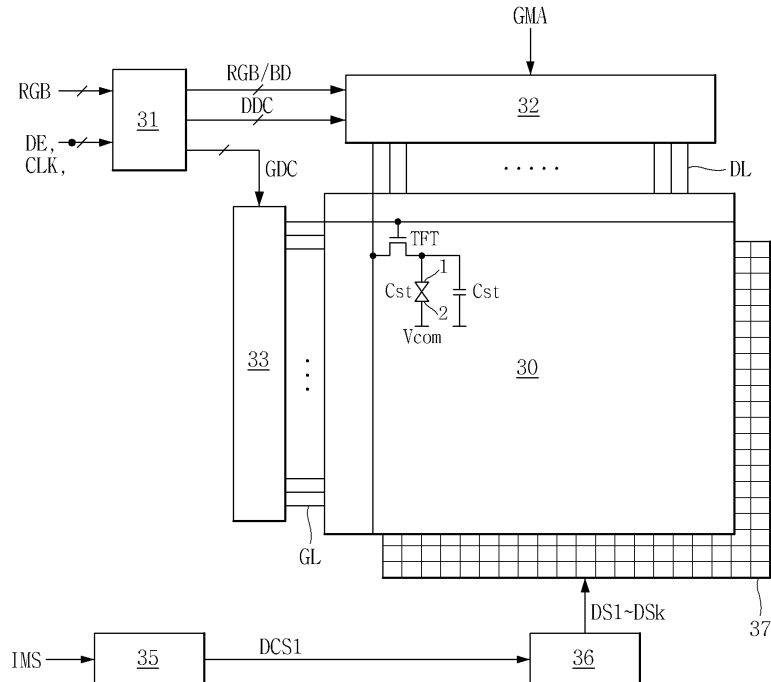 GMA
RGB
31
RGB/BD
DDC
32
DE,
CLK,
GDC
DL
TFT
1
Cst
Cst
2
Vcom
33
30
GL
DS1~DSk
37
IMS
35
DCS1
36